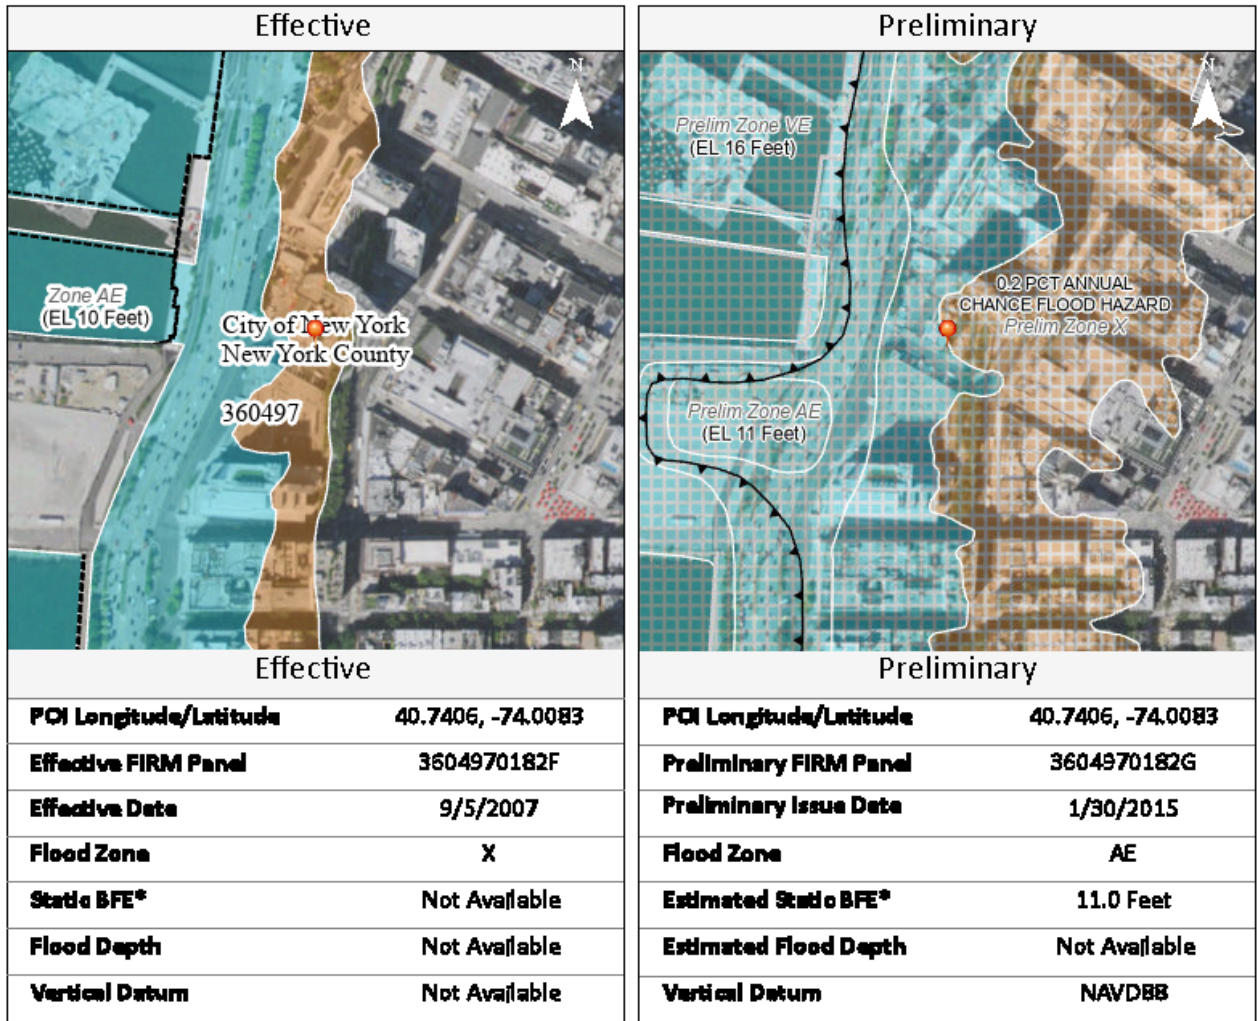 Effective
N
Zone AE
(EL 10 Feet)
City of New York
New York County
360497
Effective
POI Longitude/Latitude 40.7406, -74.0083
Effective FIRM Panel 3604970182F
Effective Date 9/5/2007
Flood Zone X
Static BFE* Not Available
Flood Depth Not Available
Vertical Datum Not Available
Preliminary
N
Prelim Zone VE
(EL 16 Feet)
0.2 PCT ANNUAL
CHANCE FLOOD HAZARD
Prelim Zone X
Prelim Zone AE
(EL 11 Feet)
Preliminary
POI Longitude/Latitude 40.7406, -74.0083
Preliminary FIRM Panel 3604970182G
Preliminary Issue Date 1/30/2015
Flood Zone AE
Estimated Static BFE* 11.0 Feet
Estimated Flood Depth Not Available
Vertical Datum NAVD88